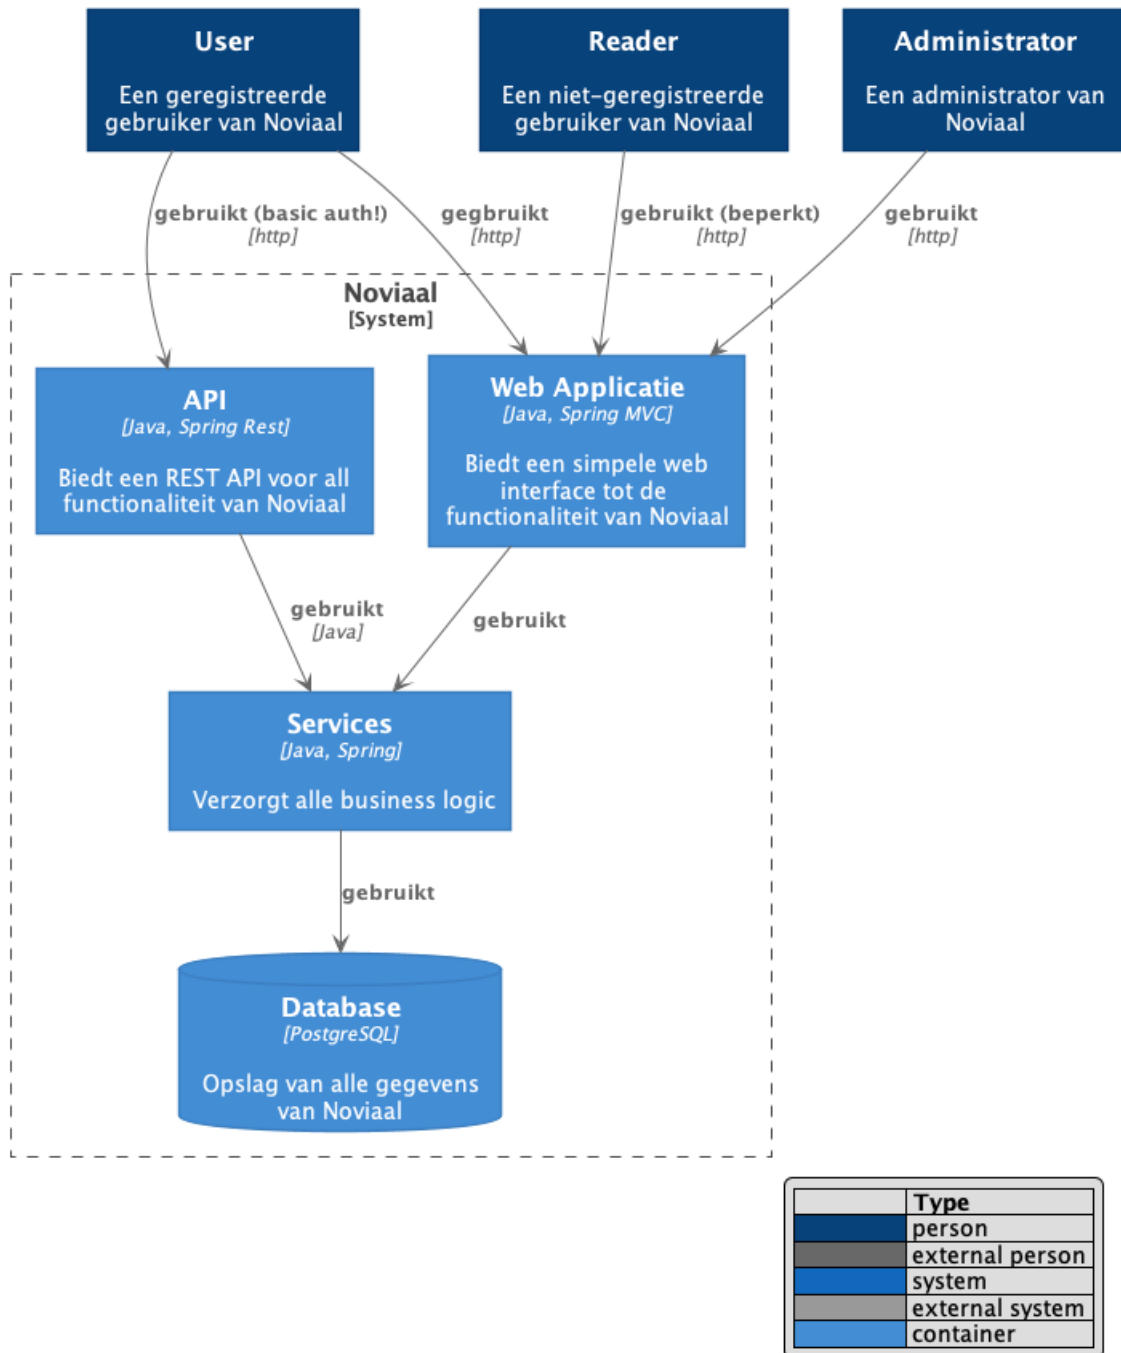 User
Een geregistreerde
gebruiker van Noviaal
Reader
Een niet-geregistreerde
gebruiker van Noviaal
Administrator
Een administrator van
Noviaal
gebruikt (basic auth!)
[http]
gegbruikt
[http]
gebruikt (beperkt)
[http]
gebruikt
[http]
Noviaal
[System]
API
[Java, Spring Rest]
Biedt een REST API voor all
functionaliteit van Noviaal
Web Applicatie
[Java, Spring MVC]
Biedt een simpele web
interface tot de
functionaliteit van Noviaal
gebruikt
[Java]
gebruikt
Services
[Java, Spring]
Verzorgt alle business logic
gebruikt
Database
[PostgreSQL]
Opslag van alle gegevens
van Noviaal
Type
person
external person
system
external system
container